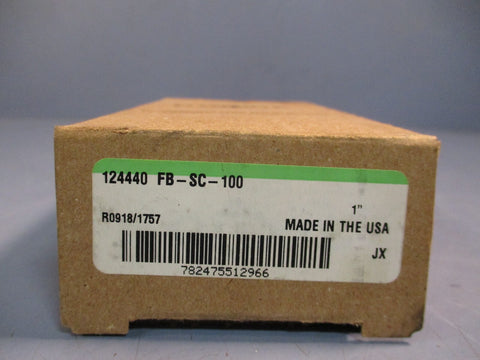 124440 FB-SC-100
R0918/1757
1"
MADE IN THE USA
JX
782475512966